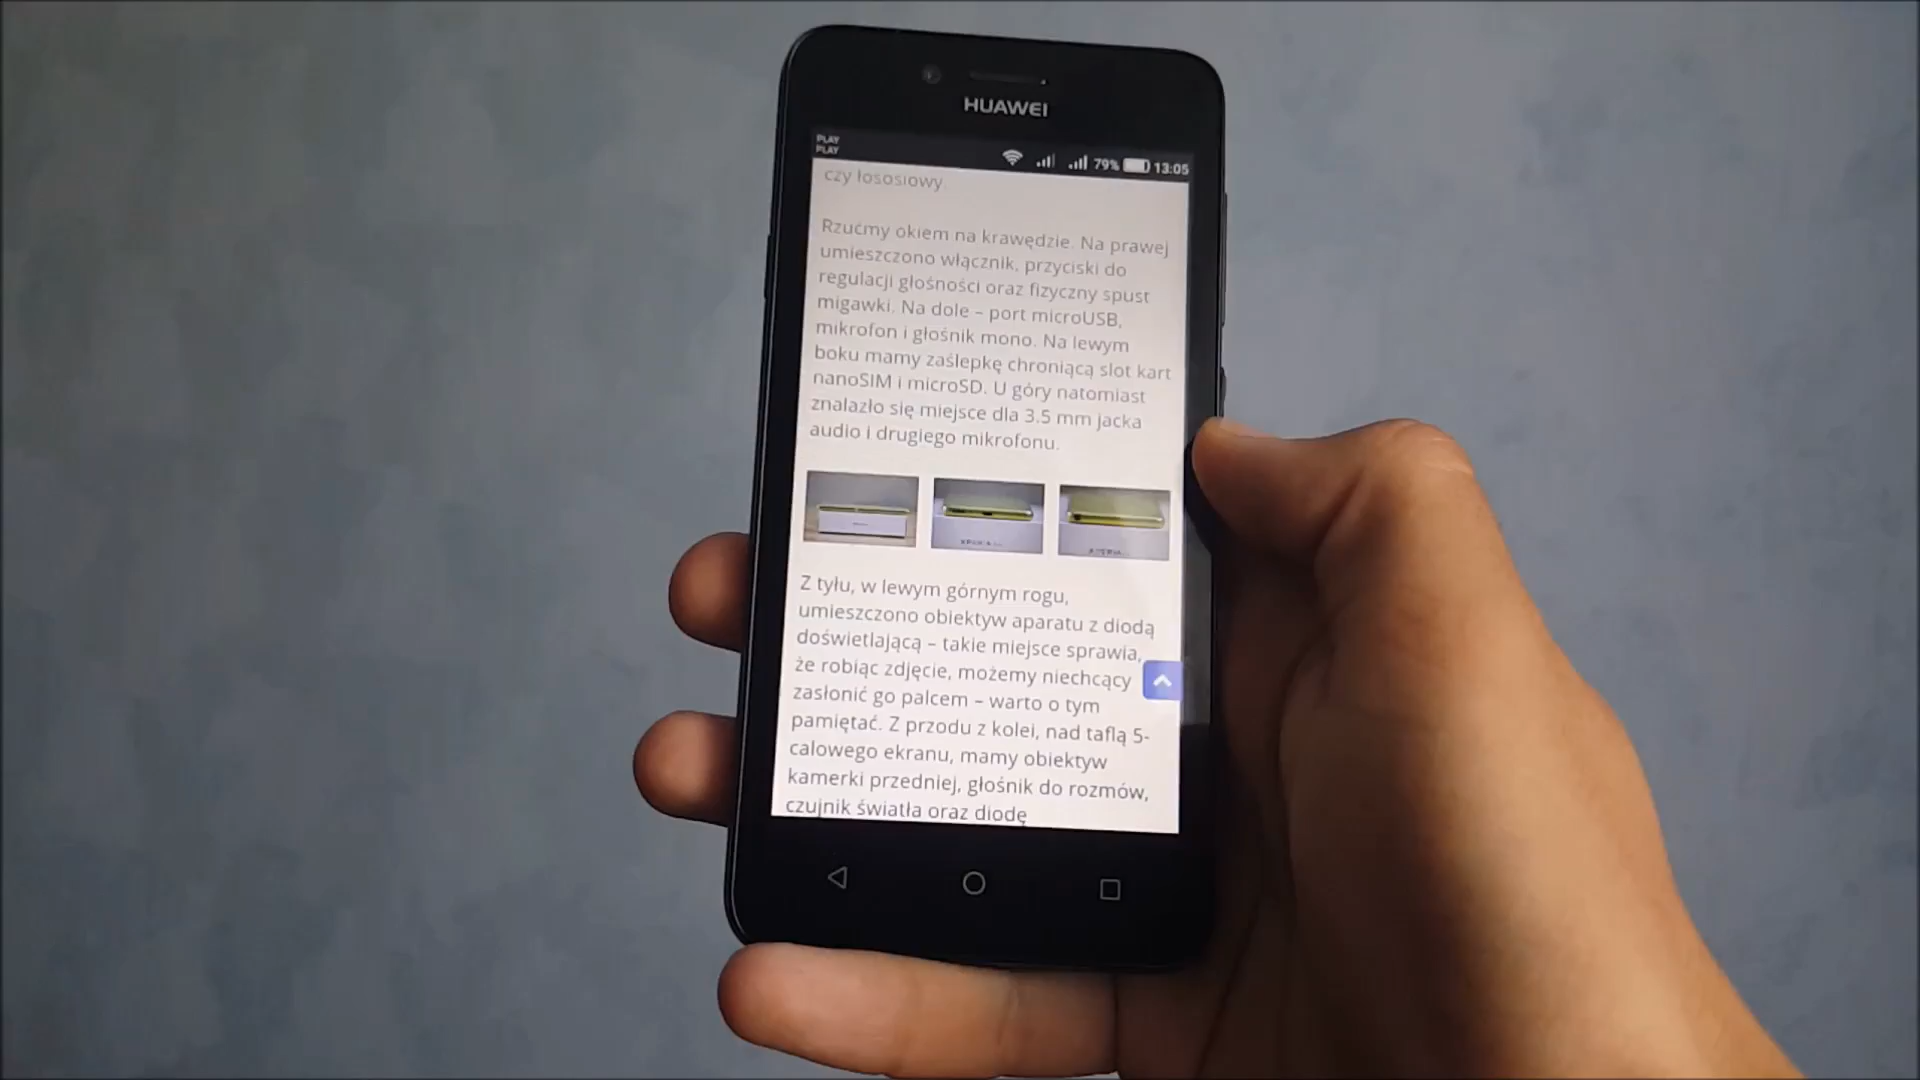 HUAWEI
PLAY
PLAY
79% 13:05
czy łososiowy.
Rzućmy okiem na krawędzie. Na prawej
umieszczono włącznik, przyciski do
regulacji głośności oraz fizyczny spust
migawki. Na dole – port microUSB,
mikrofon i głośnik mono. Na lewym
boku mamy zaślepkę chroniącą slot kart
nanoSIM i microSD. U góry natomiast
znalazło się miejsce dla 3.5 mm jacka
audio i drugiego mikrofonu.
Z tyłu, w lewym górnym rogu,
umieszczono obiektyw aparatu z diodą
doświetlającą – takie miejsce sprawia,
że robiąc zdjęcie, możemy niechcący
zasłonić go palcem – warto o tym
pamiętać. Z przodu z kolei, nad taflą 5-
calowego ekranu, mamy obiektyw
kamerki przedniej, głośnik do rozmów,
czujnik światła oraz diodę